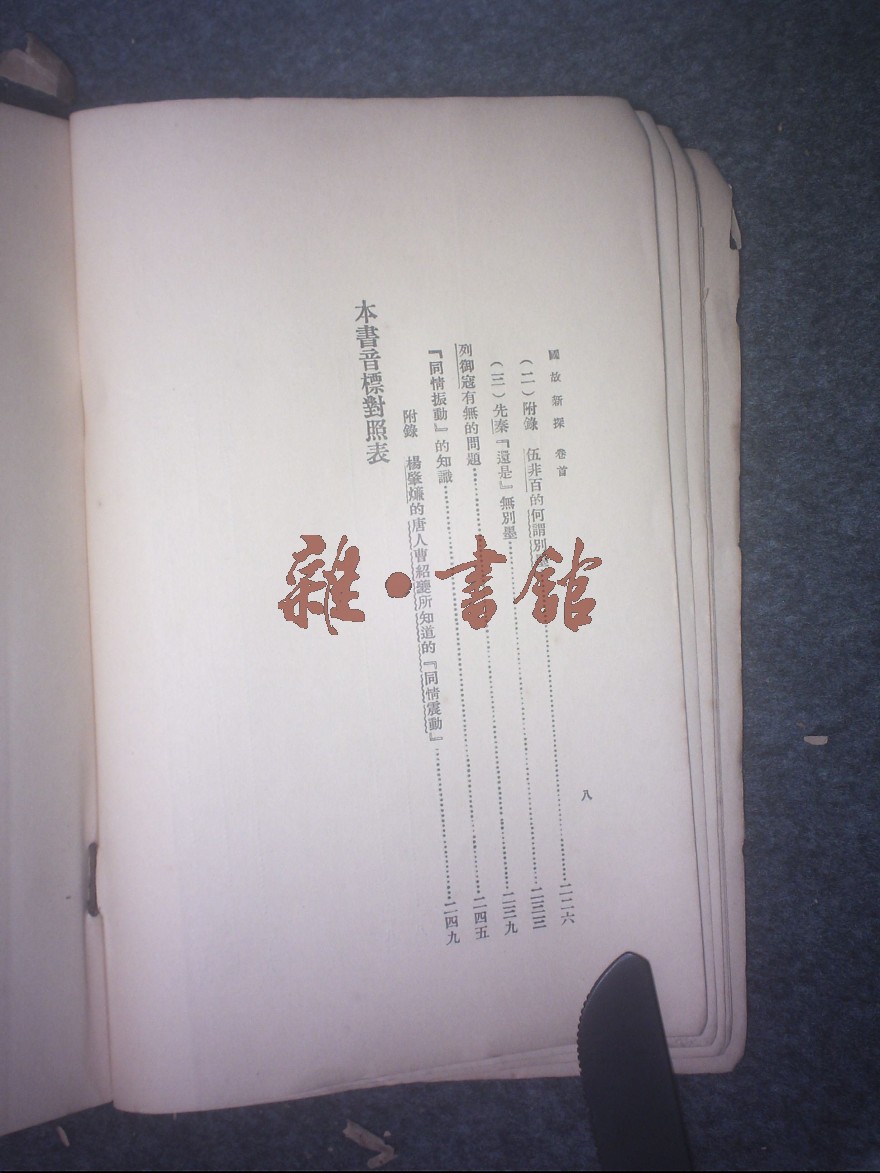 國故新探 卷首 八
(二)附錄 伍非百的何謂別墨……二二六
(三)先秦『還是』無別墨……二三三
列御寇有無的問題……二三九
『同情振動』的知識……二四五
附錄 楊肇燫的唐人曹紹夔所知道的『同情震動』……二四九
本書音標對照表
雜·書館